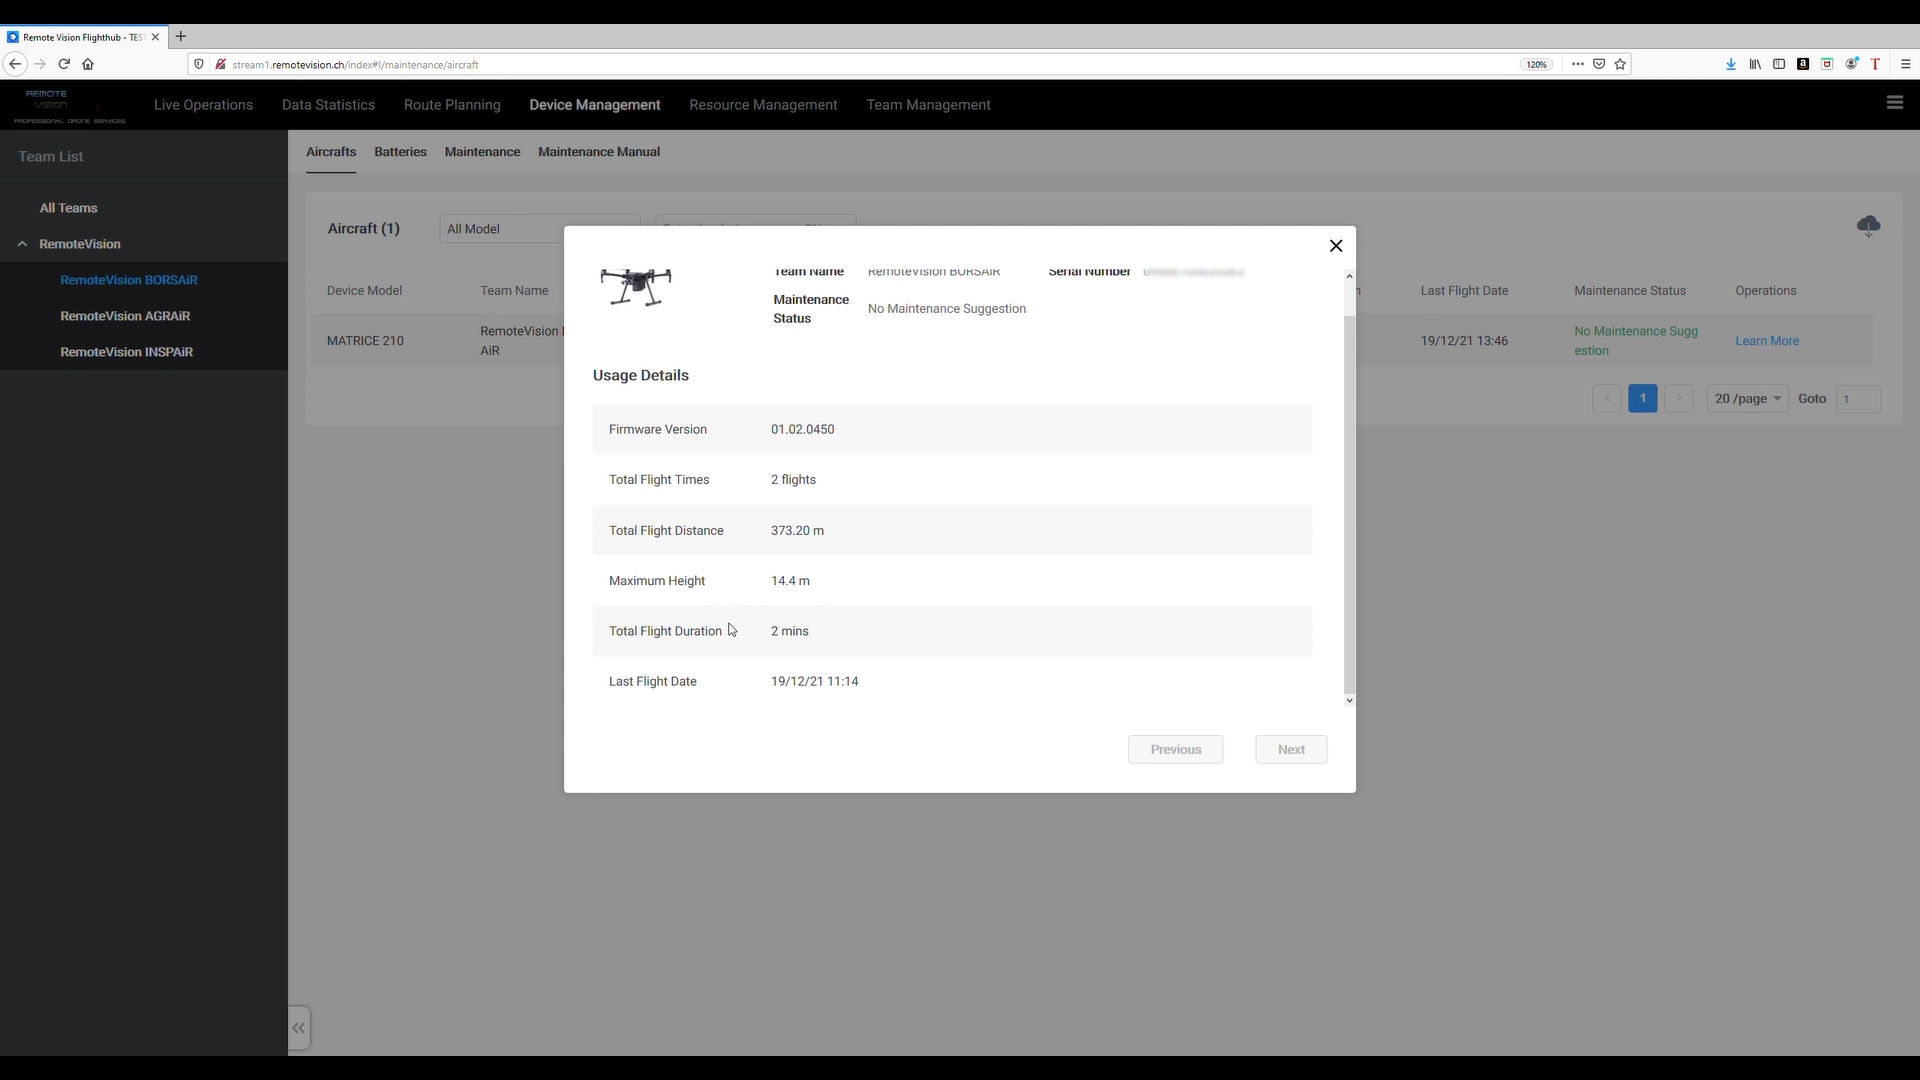 Remote Vision Flighthub - TES
stream1.remotevision.ch/index#!/maintenance/aircraft
120%
REMOTE
VISION
PROFESSIONAL DRONE SERVICES
Live Operations
Data Statistics
Route Planning
Device Management
Resource Management
Team Management
Team List
All Teams
RemoteVision
RemoteVision BORSAiR
RemoteVision AGRAiR
RemoteVision INSPAiR
Aircrafts
Batteries
Maintenance
Maintenance Manual
Aircraft (1)
All Model
Device Model
Team Name
Last Flight Date
Maintenance Status
Operations
MATRICE 210
RemoteVision
AiR
19/12/21 13:46
No Maintenance Sugg
estion
Learn More
1
20 /page
Goto
1
Team Name
RemoteVision BORSAiR
Serial Number
Maintenance
Status
No Maintenance Suggestion
Usage Details
Firmware Version
01.02.0450
Total Flight Times
2 flights
Total Flight Distance
373.20 m
Maximum Height
14.4 m
Total Flight Duration
2 mins
Last Flight Date
19/12/21 11:14
Previous
Next